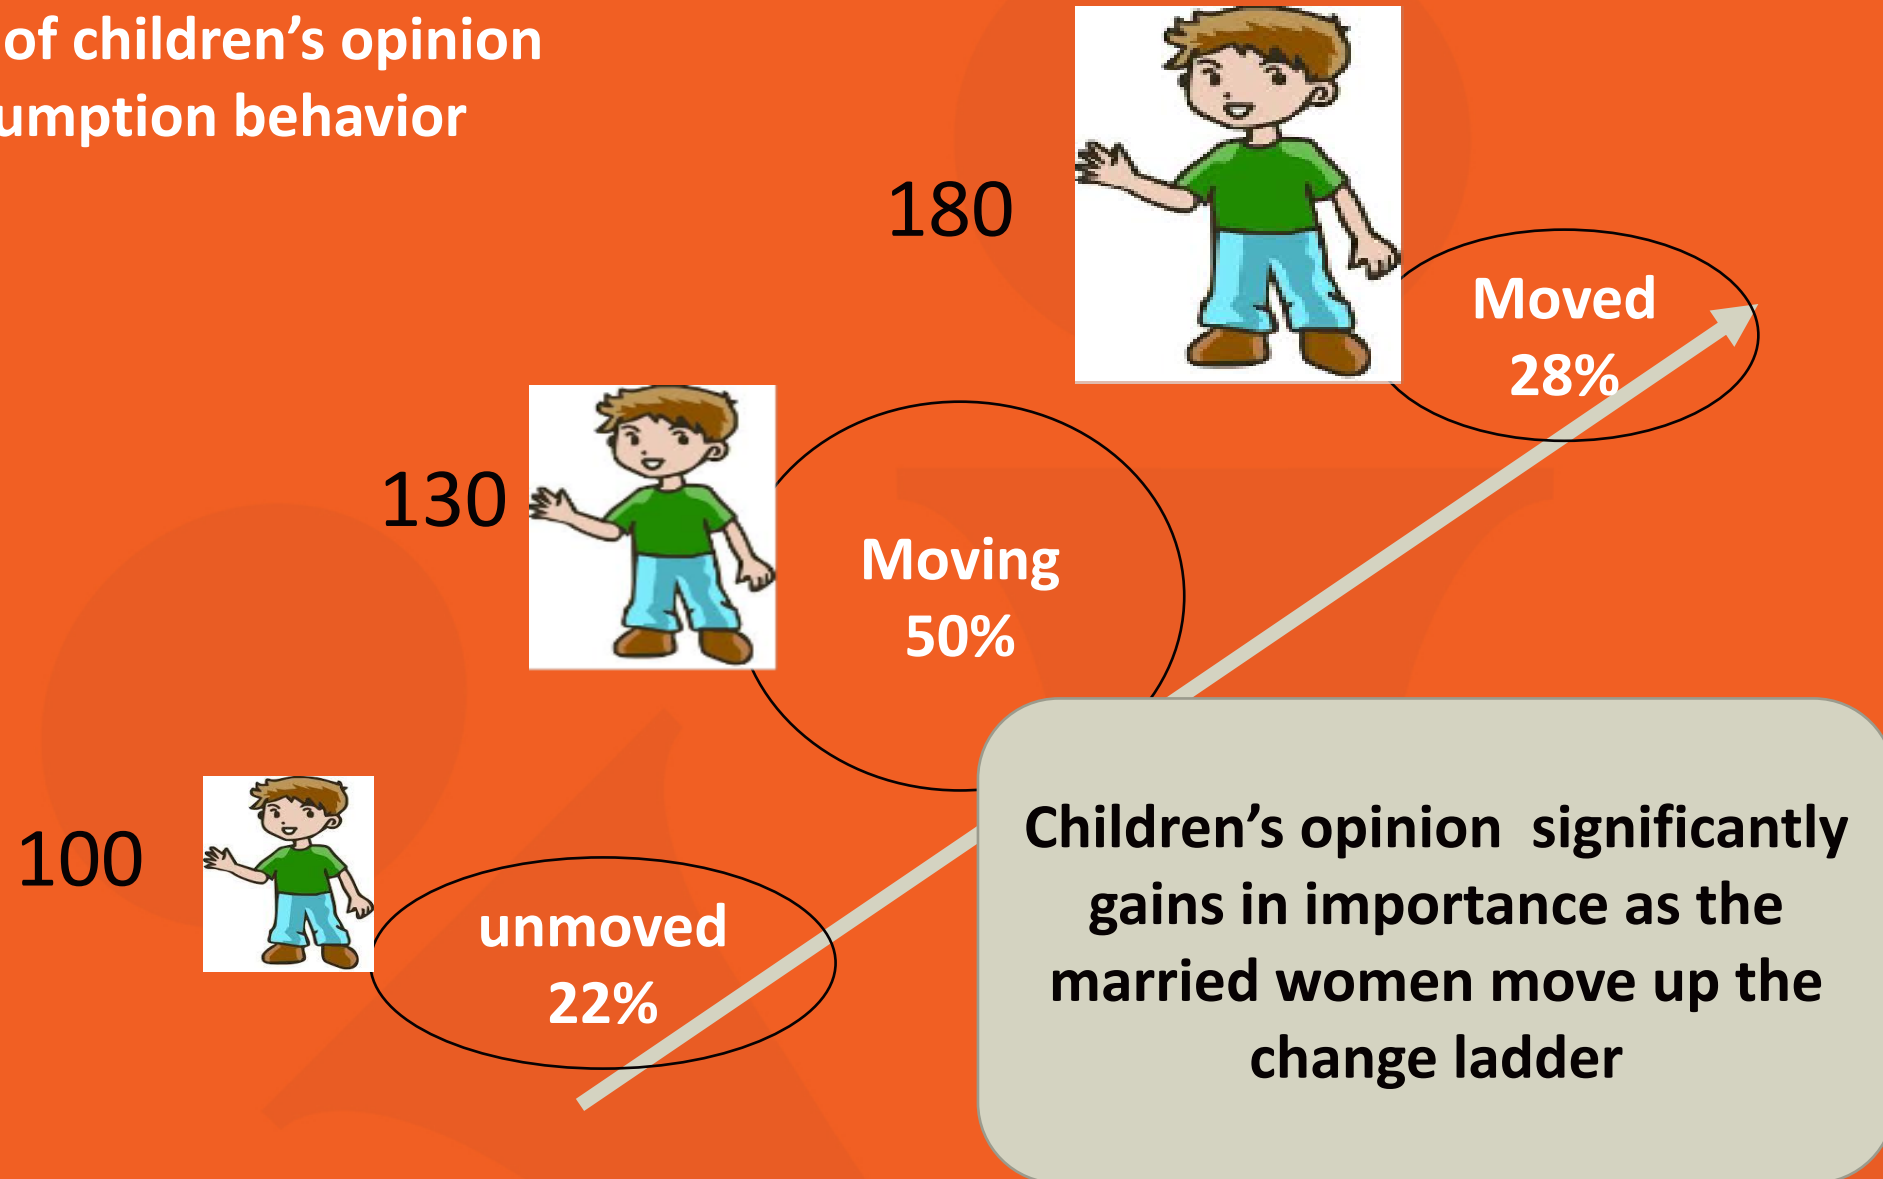 of children’s opinion
umption behavior
180
Moved
28%
130
Moving
50%
100
unmoved
22%
Children’s opinion  significantly
gains in importance as the
married women move up the
change ladder